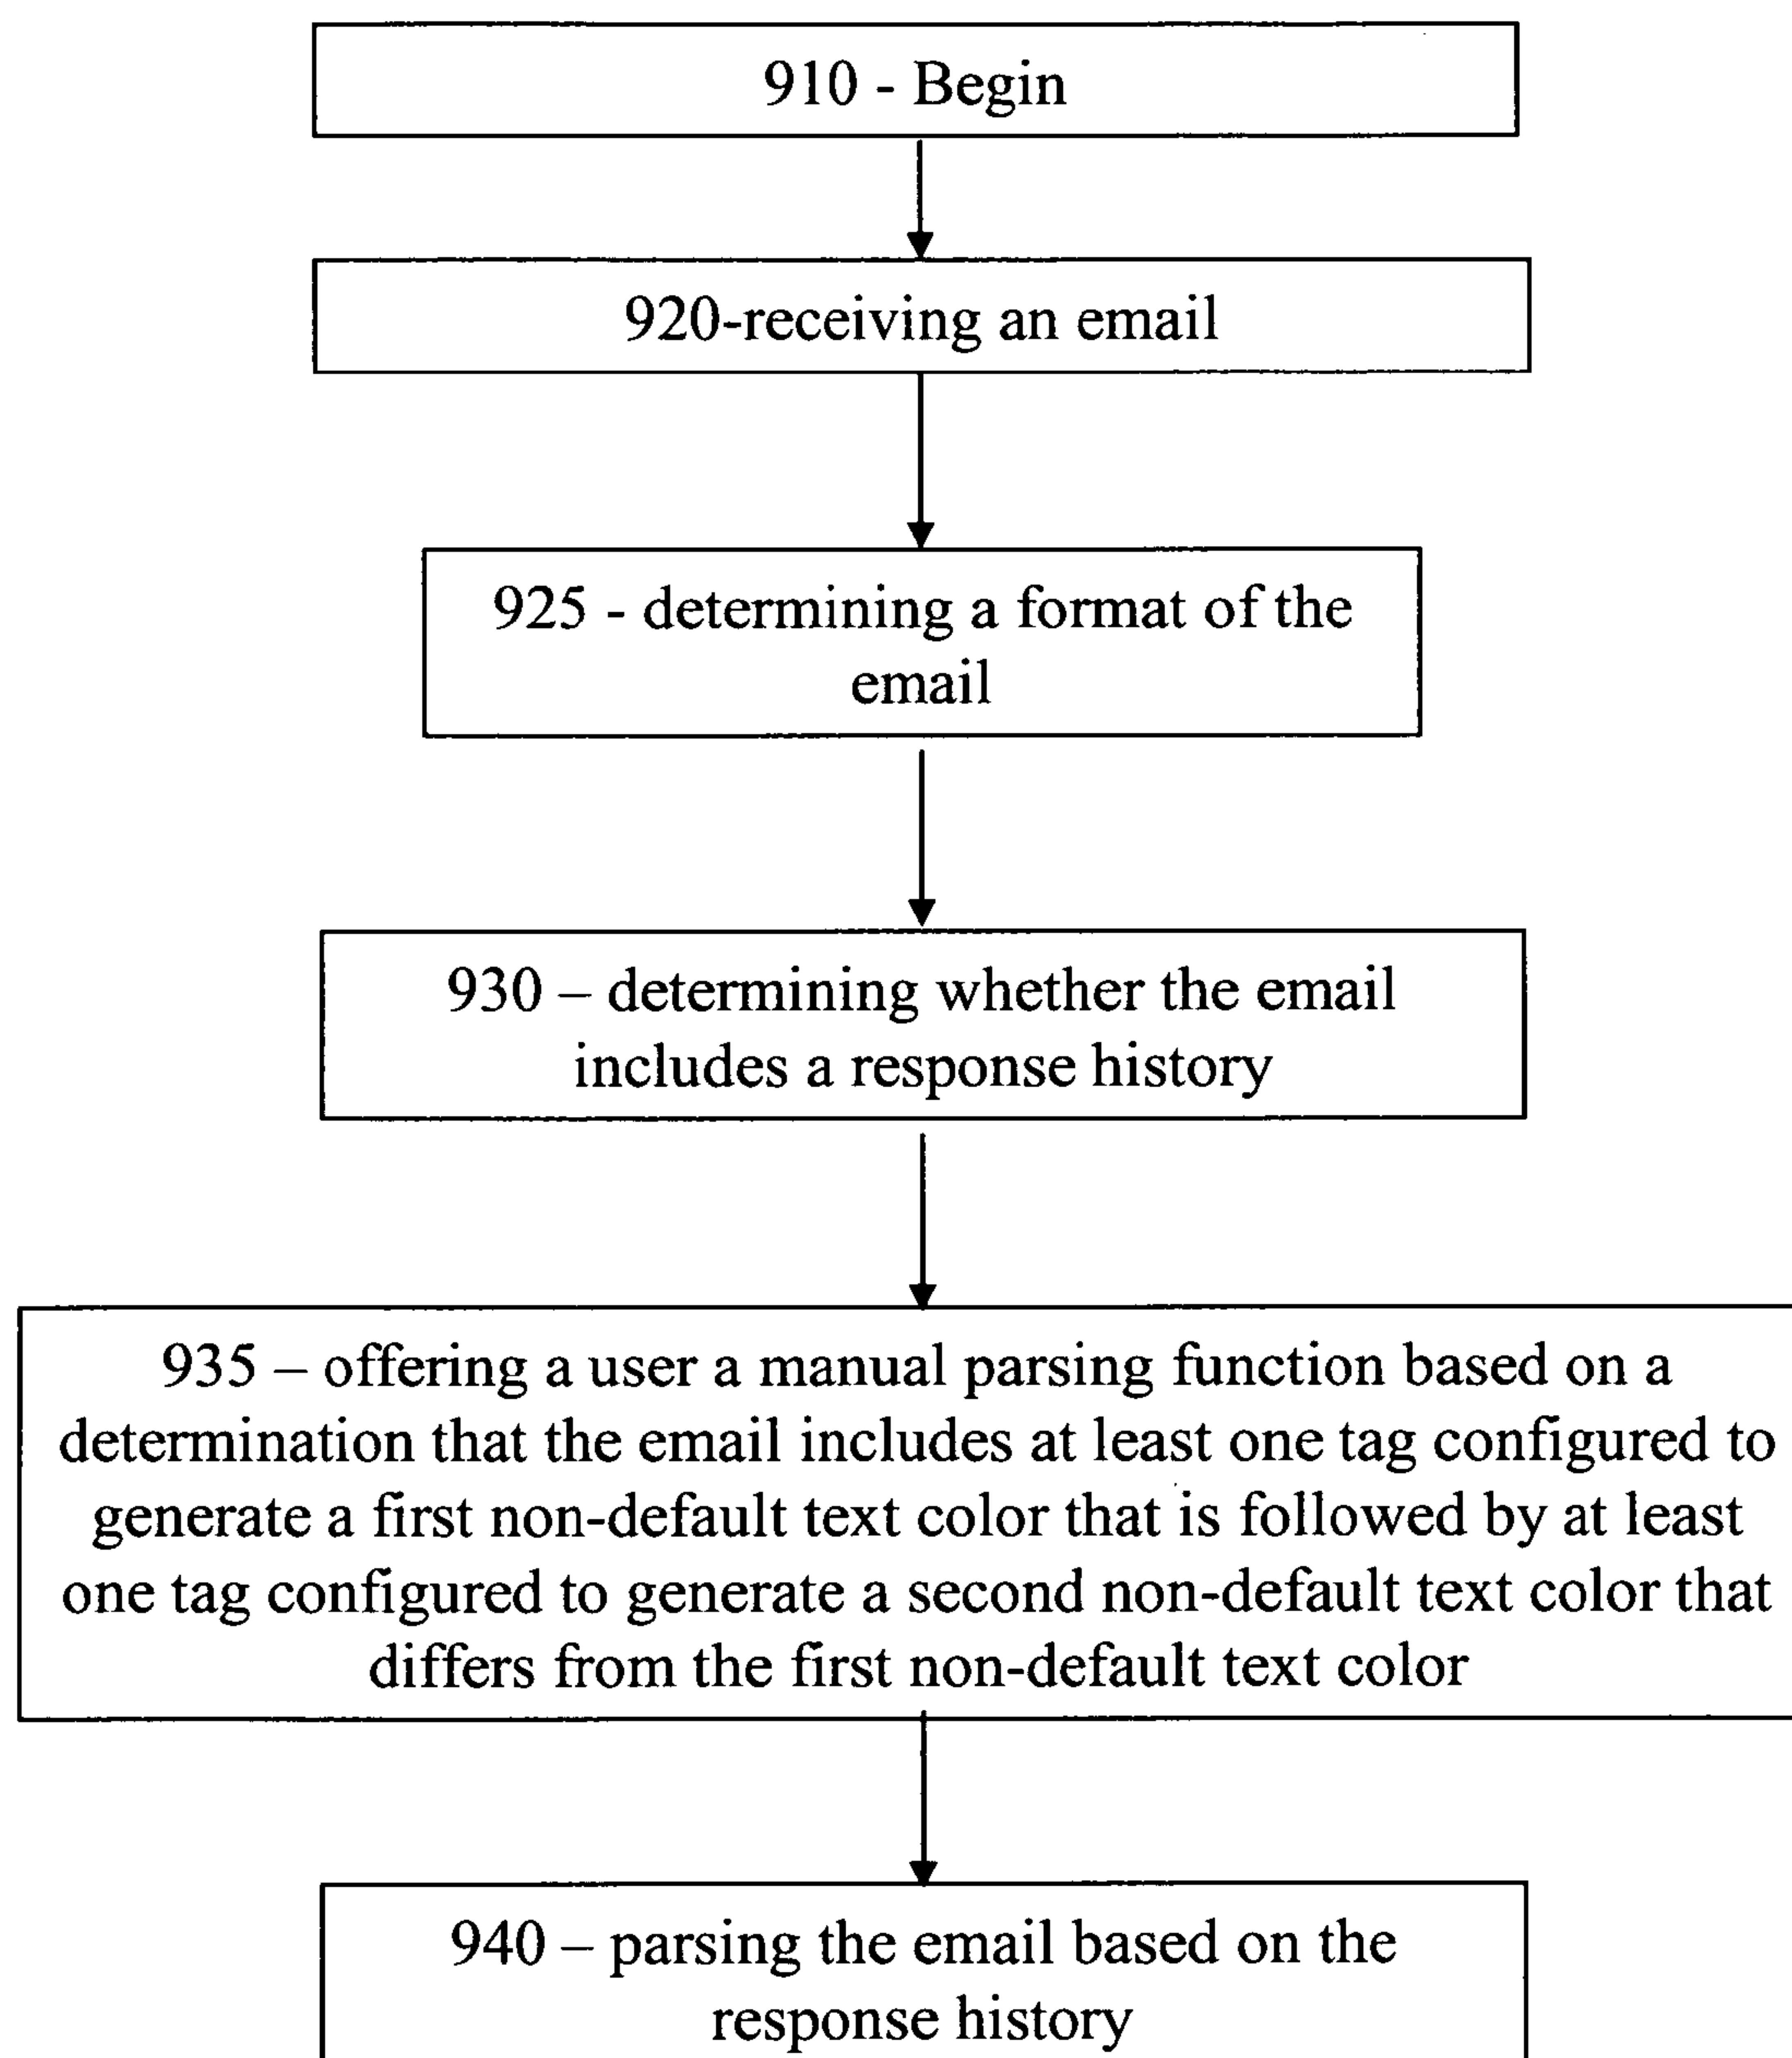 910 - Begin
920-receiving an email
925 - determining a format of the
email
930 – determining whether the email
includes a response history
935 – offering a user a manual parsing function based on a
determination that the email includes at least one tag configured to
generate a first non-default text color that is followed by at least
one tag configured to generate a second non-default text color that
differs from the first non-default text color
940 – parsing the email based on the
response history